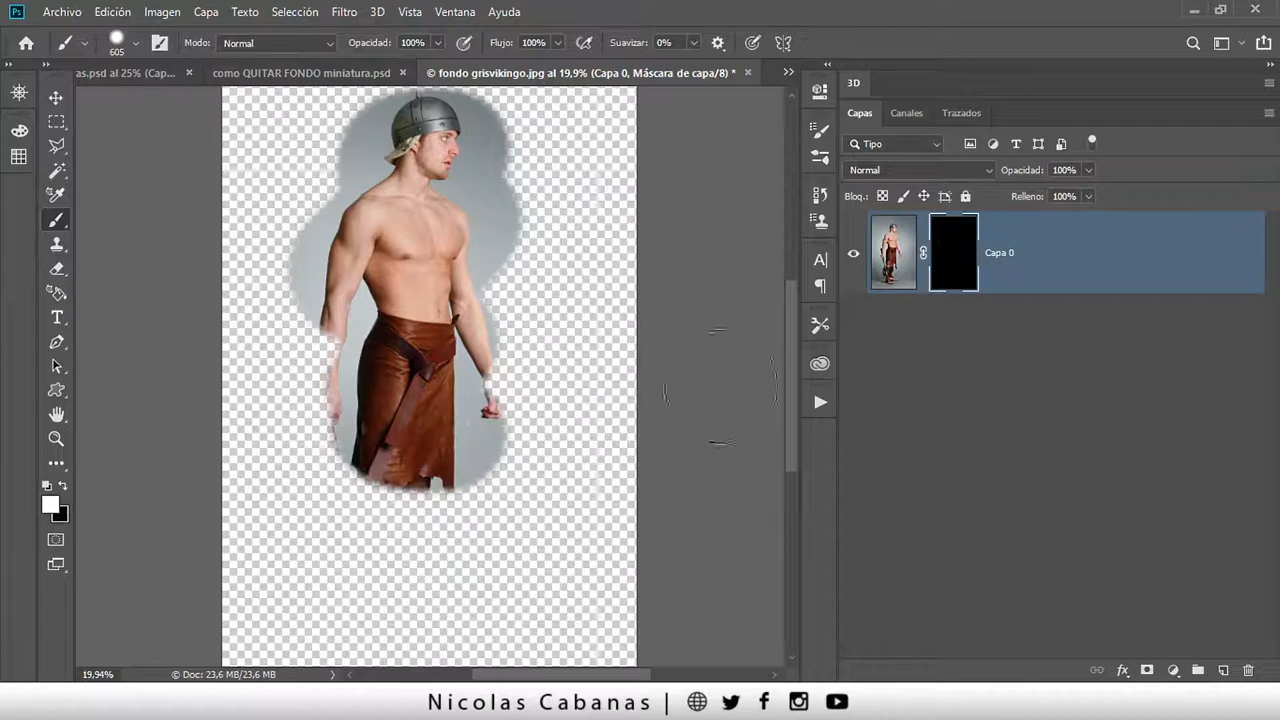 Ps Archivo Edición Imagen Capa Texto Selección Filtro 3D Vista Ventana Ayuda
605 Modo: Normal Opacidad: 100% Flujo: 100% Suavizar: 0%
as.psd al 25% (Cap... × como QUITAR FONDO miniatura.psd × © fondo grisvikingo.jpg al 19,9% (Capa 0, Máscara de capa/8) * ×
3D
Capas Canales Trazados
Tipo
Normal Opacidad: 100%
Bloq.: Relleno: 100%
Capa 0
19,94% © Doc: 23,6 MB/23,6 MB
Nicolas Cabanas |